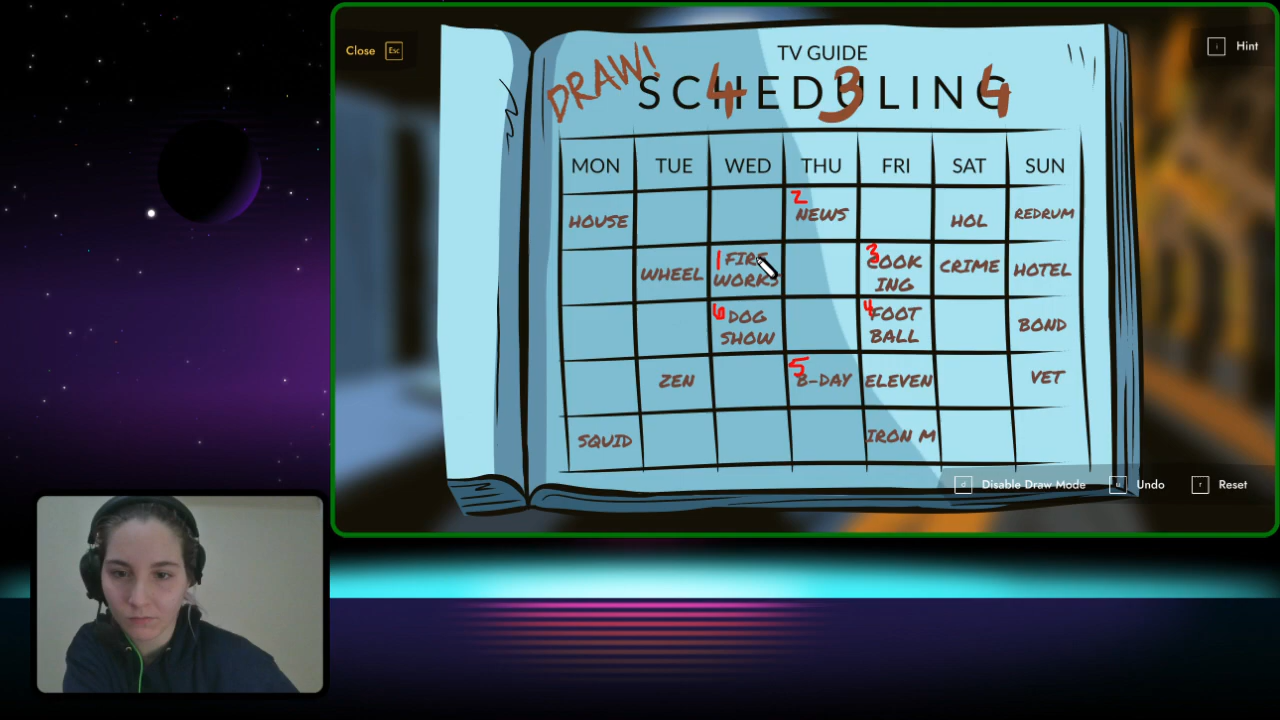 Close Esc
i Hint
DRAW!
TV GUIDE
SCHEDULING
4 3 4
MON TUE WED THU FRI SAT SUN
2
HOUSE NEWS HOL REDRUM
1 3
WHEEL FIRE WORKS COOK ING CRIME HOTEL
6 4
DOG SHOW FOOT BALL BOND
5
ZEN B-DAY ELEVEN VET
SQUID IRON M
d Disable Draw Mode u Undo r Reset